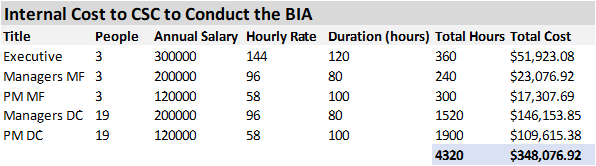 Internal Cost to CSC to Conduct the BIA
Title People Annual Salary Hourly Rate Duration (hours) Total Hours Total Cost
Executive 3 300000 144 120 360 $51,923.08
Managers MF 3 200000 96 80 240 $23,076.92
PM MF 3 120000 58 100 300 $17,307.69
Managers DC 19 200000 96 80 1520 $146,153.85
PM DC 19 120000 58 100 1900 $109,615.38
4320 $348,076.92